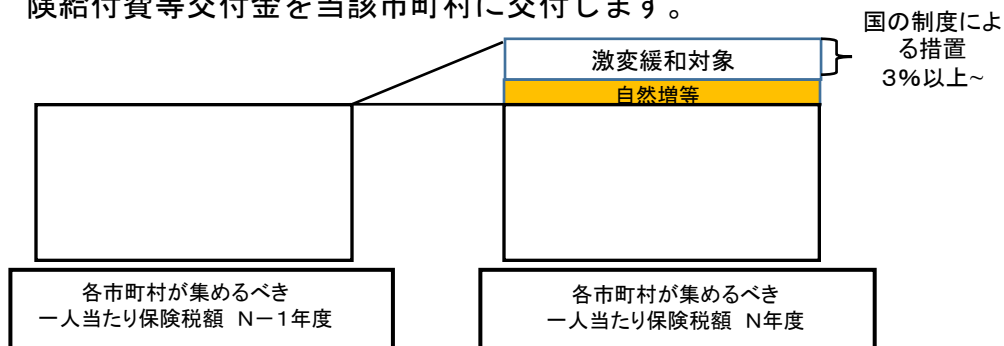 険給付費等交付金を当該市町村に交付します。
国の制度によ
る措置
3%以上~
激変緩和対象
自然増等
各市町村が集めるべき
一人当たり保険税額 N-1年度
各市町村が集めるべき
一人当たり保険税額 N年度